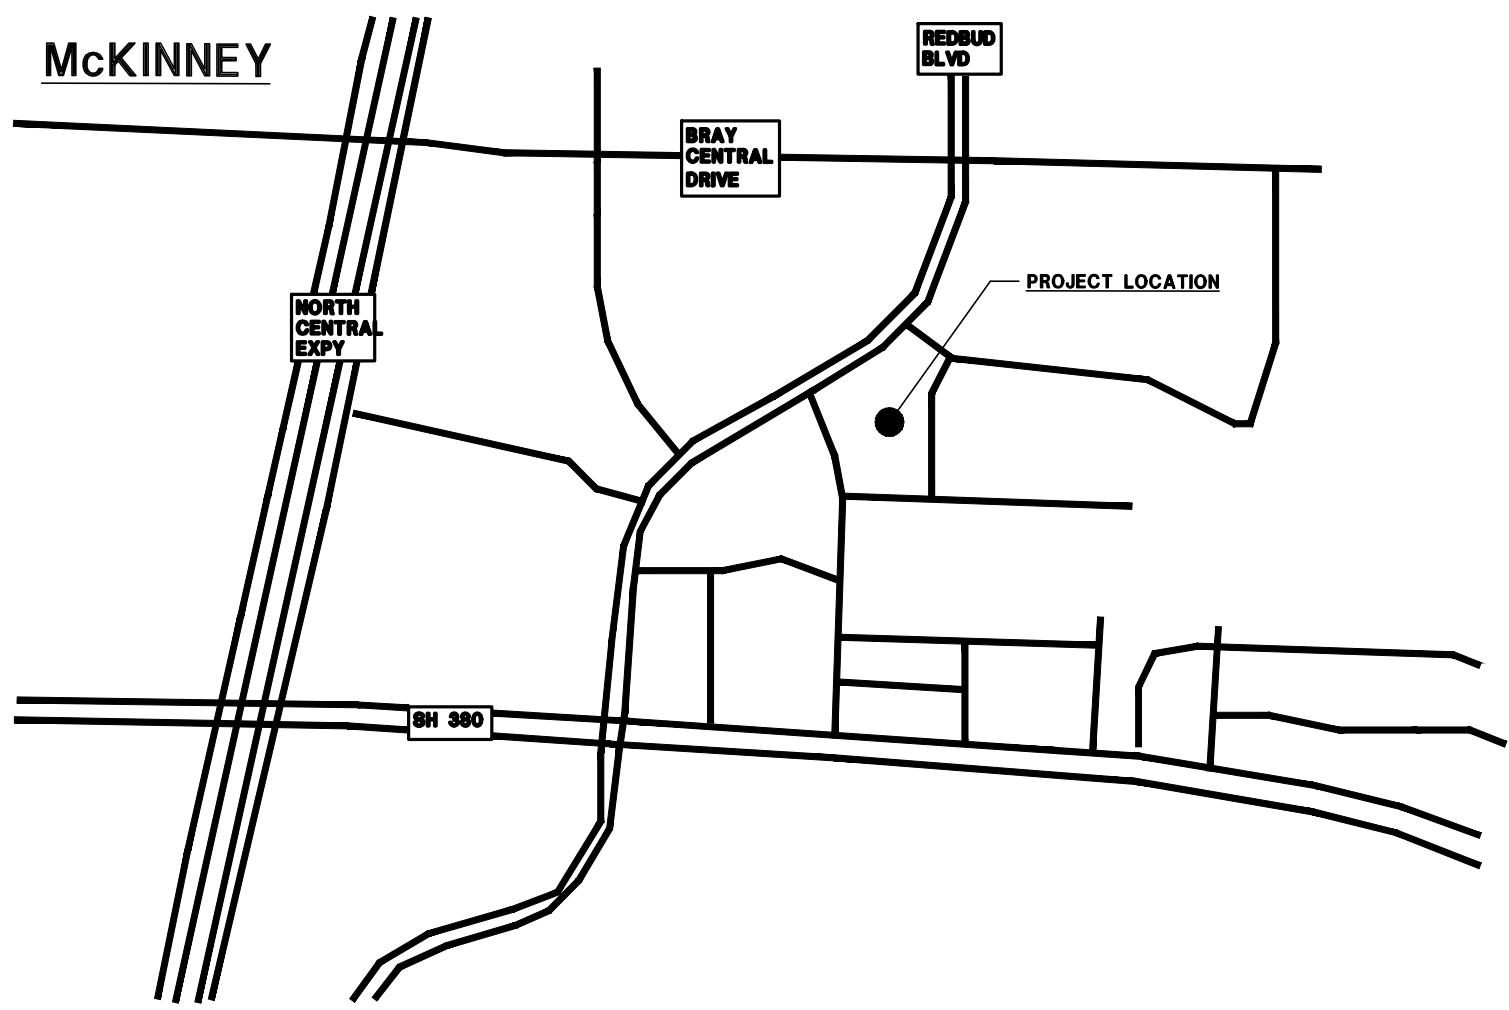 McKINNEY
REDBUD
BLVD
BRAY
CENTRAL
DRIVE
PROJECT LOCATION
NORTH
CENTRAL
EXPY
SH 380